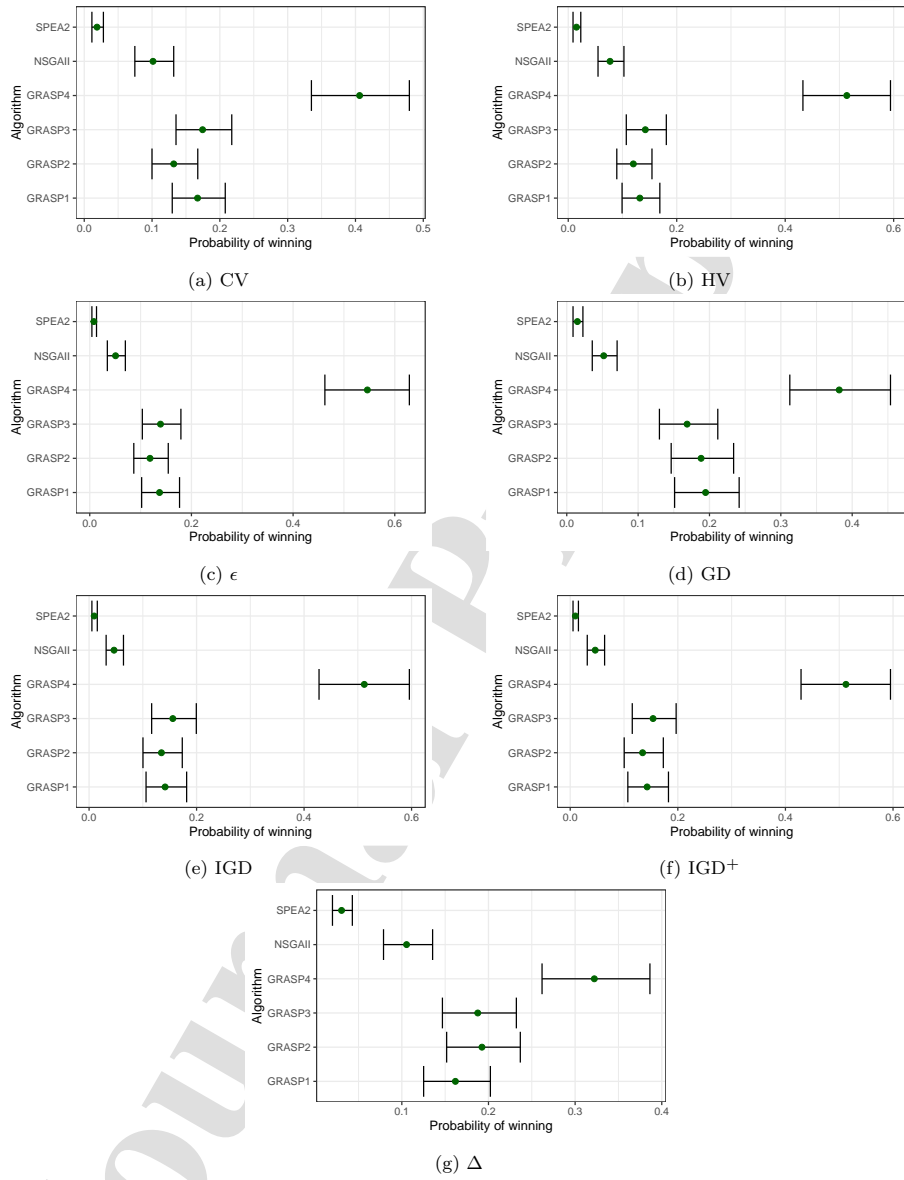 SPEA2
NSGAII
GRASP4
GRASP3
GRASP2
GRASP1
Algorithm
0.0 0.1 0.2 0.3 0.4 0.5
Probability of winning
(a) CV
SPEA2
NSGAII
GRASP4
GRASP3
GRASP2
GRASP1
Algorithm
0.0 0.2 0.4 0.6
Probability of winning
(b) HV
SPEA2
NSGAII
GRASP4
GRASP3
GRASP2
GRASP1
Algorithm
0.0 0.2 0.4 0.6
Probability of winning
(c) ϵ
SPEA2
NSGAII
GRASP4
GRASP3
GRASP2
GRASP1
Algorithm
0.0 0.1 0.2 0.3 0.4
Probability of winning
(d) GD
SPEA2
NSGAII
GRASP4
GRASP3
GRASP2
GRASP1
Algorithm
0.0 0.2 0.4 0.6
Probability of winning
(e) IGD
SPEA2
NSGAII
GRASP4
GRASP3
GRASP2
GRASP1
Algorithm
0.0 0.2 0.4 0.6
Probability of winning
(f) IGD⁺
SPEA2
NSGAII
GRASP4
GRASP3
GRASP2
GRASP1
Algorithm
0.1 0.2 0.3 0.4
Probability of winning
(g) Δ